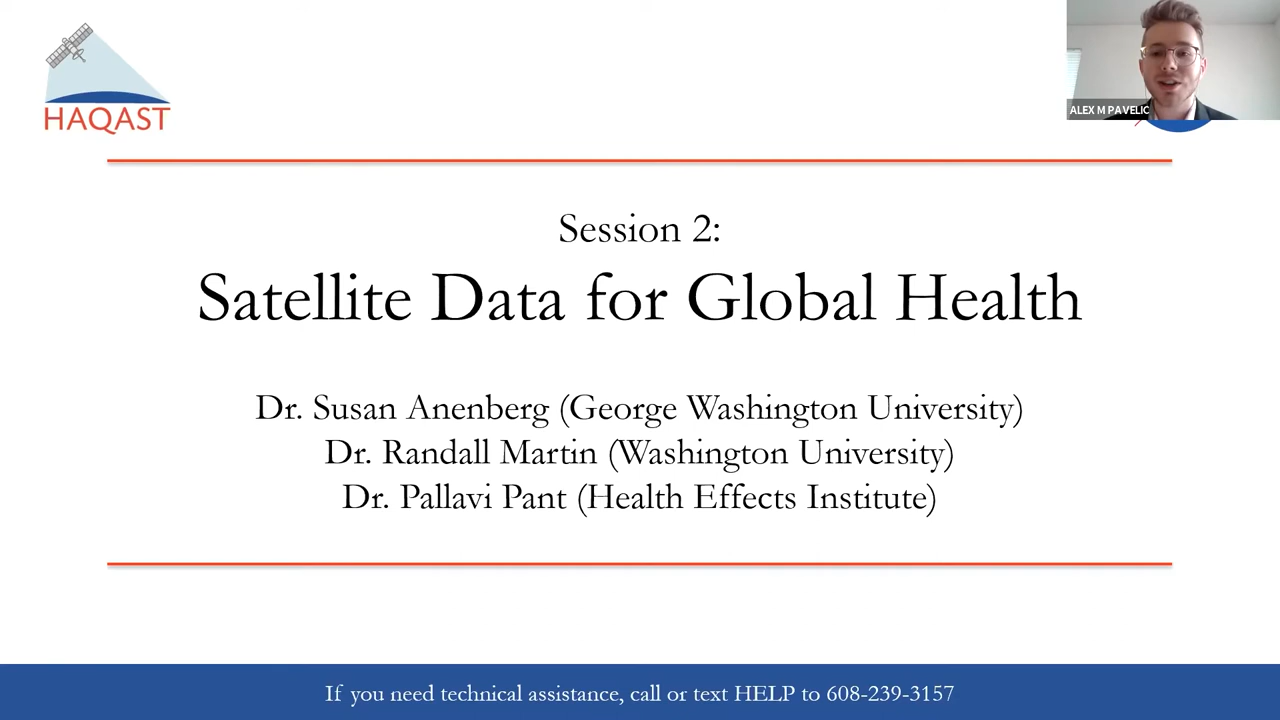 HAQAST
ALEX M PAVELIC
Session 2:
Satellite Data for Global Health
Dr. Susan Anenberg (George Washington University)
Dr. Randall Martin (Washington University)
Dr. Pallavi Pant (Health Effects Institute)
If you need technical assistance, call or text HELP to 608-239-3157